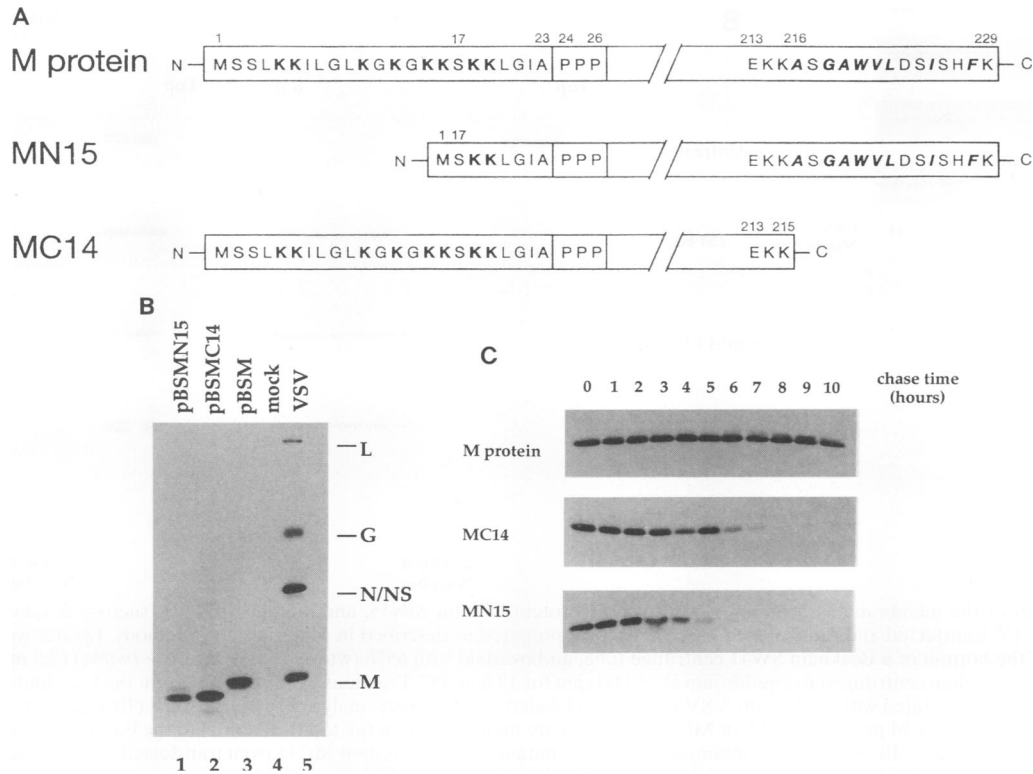 A
1 17 23 24 26 213 216 229
M protein N MSSLKKILGLKGKGKKSKKLGIA PPP EKKASGAWVLDSISHFK C
1 17
MN15 N MSKKLGIA PPP EKKASGAWVLDSISHFK C
213 215
MC14 N MSSLKKILGLKGKGKKSKKLGIA PPP EKK C
B
pBSMN15
pBSMC14
pBSM
mock
VSV
L
G
N/NS
M
1 2 3 4 5
C
0 1 2 3 4 5 6 7 8 9 10 chase time
(hours)
M protein
MC14
MN15